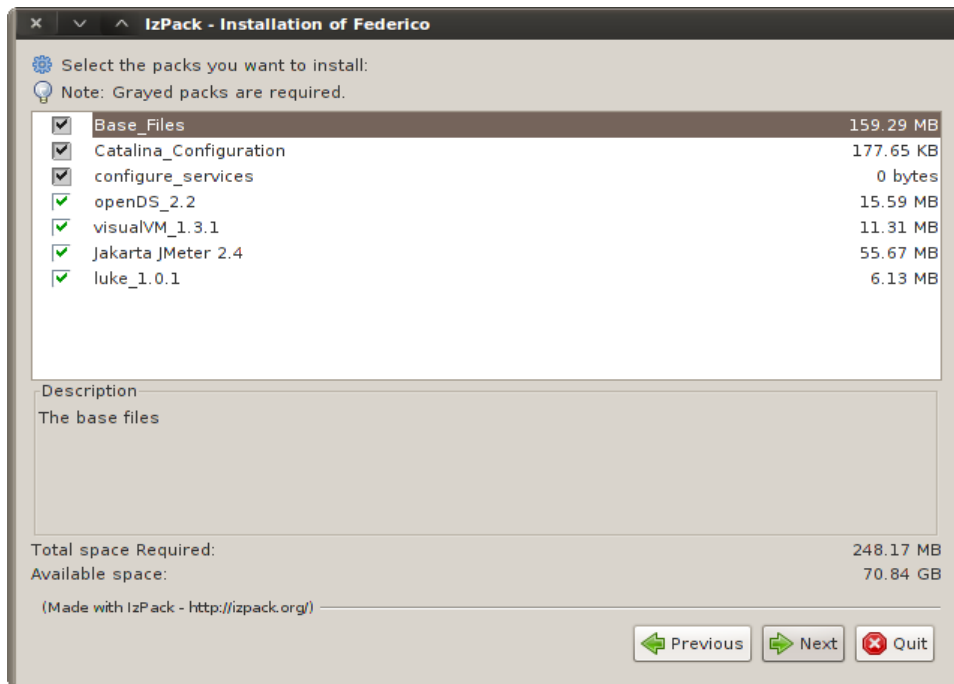 IzPack - Installation of Federico
Select the packs you want to install:
Note: Grayed packs are required.
Base_Files 159.29 MB
Catalina_Configuration 177.65 KB
configure_services 0 bytes
openDS_2.2 15.59 MB
visualVM_1.3.1 11.31 MB
Jakarta JMeter 2.4 55.67 MB
luke_1.0.1 6.13 MB
Description
The base files
Total space Required: 248.17 MB
Available space: 70.84 GB
(Made with IzPack - http://izpack.org/)
Previous Next Quit